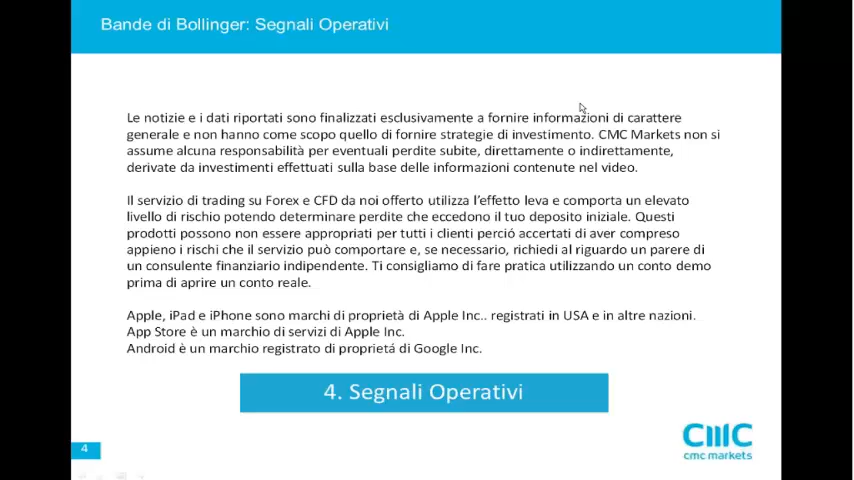 Bande di Bollinger: Segnali Operativi
Le notizie e i dati riportati sono finalizzati esclusivamente a fornire informazioni di carattere
generale e non hanno come scopo quello di fornire strategie di investimento. CMC Markets non si
assume alcuna responsabilità per eventuali perdite subite, direttamente o indirettamente,
derivate da investimenti effettuati sulla base delle informazioni contenute nel video.
Il servizio di trading su Forex e CFD da noi offerto utilizza l'effetto leva e comporta un elevato
livello di rischio potendo determinare perdite che eccedono il tuo deposito iniziale. Questi
prodotti possono non essere appropriati per tutti i clienti perció accertati di aver compreso
appieno i rischi che il servizio può comportare e, se necessario, richiedi al riguardo un parere di
un consulente finanziario indipendente. Ti consigliamo di fare pratica utilizzando un conto demo
prima di aprire un conto reale.
Apple, iPad e iPhone sono marchi di proprietà di Apple Inc.. registrati in USA e in altre nazioni.
App Store è un marchio di servizi di Apple Inc.
Android è un marchio registrato di proprietá di Google Inc.
4. Segnali Operativi
4
CMC
cmc markets